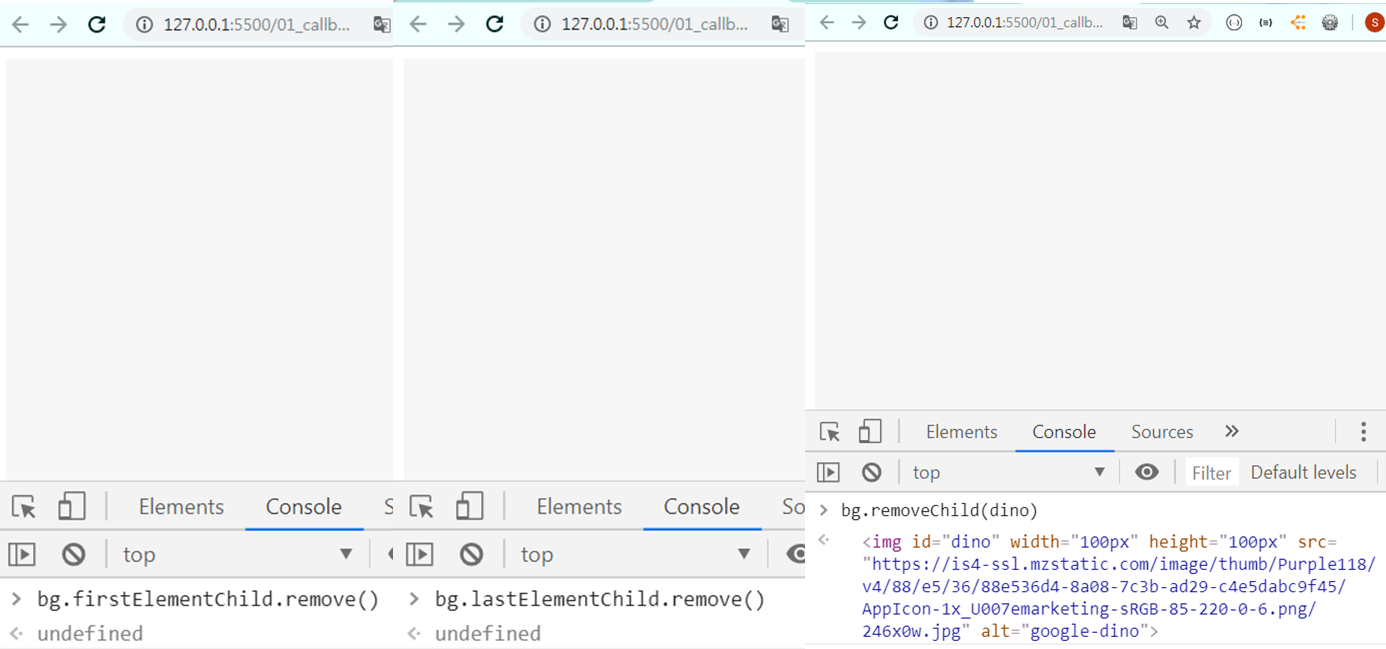 127.0.0.1:5500/01_callb...
Elements Console S
top
bg.firstElementChild.remove()
undefined
127.0.0.1:5500/01_callb...
Elements Console So
top
bg.lastElementChild.remove()
undefined
127.0.0.1:5500/01_callb...
S
Elements Console Sources
top Filter Default levels
bg.removeChild(dino)
<img id="dino" width="100px" height="100px" src=
"https://is4-ssl.mzstatic.com/image/thumb/Purple118/
v4/88/e5/36/88e536d4-8a08-7c3b-ad29-c4e5dabc9f45/
AppIcon-1x_U007emarketing-sRGB-85-220-0-6.png/
246x0w.jpg" alt="google-dino">